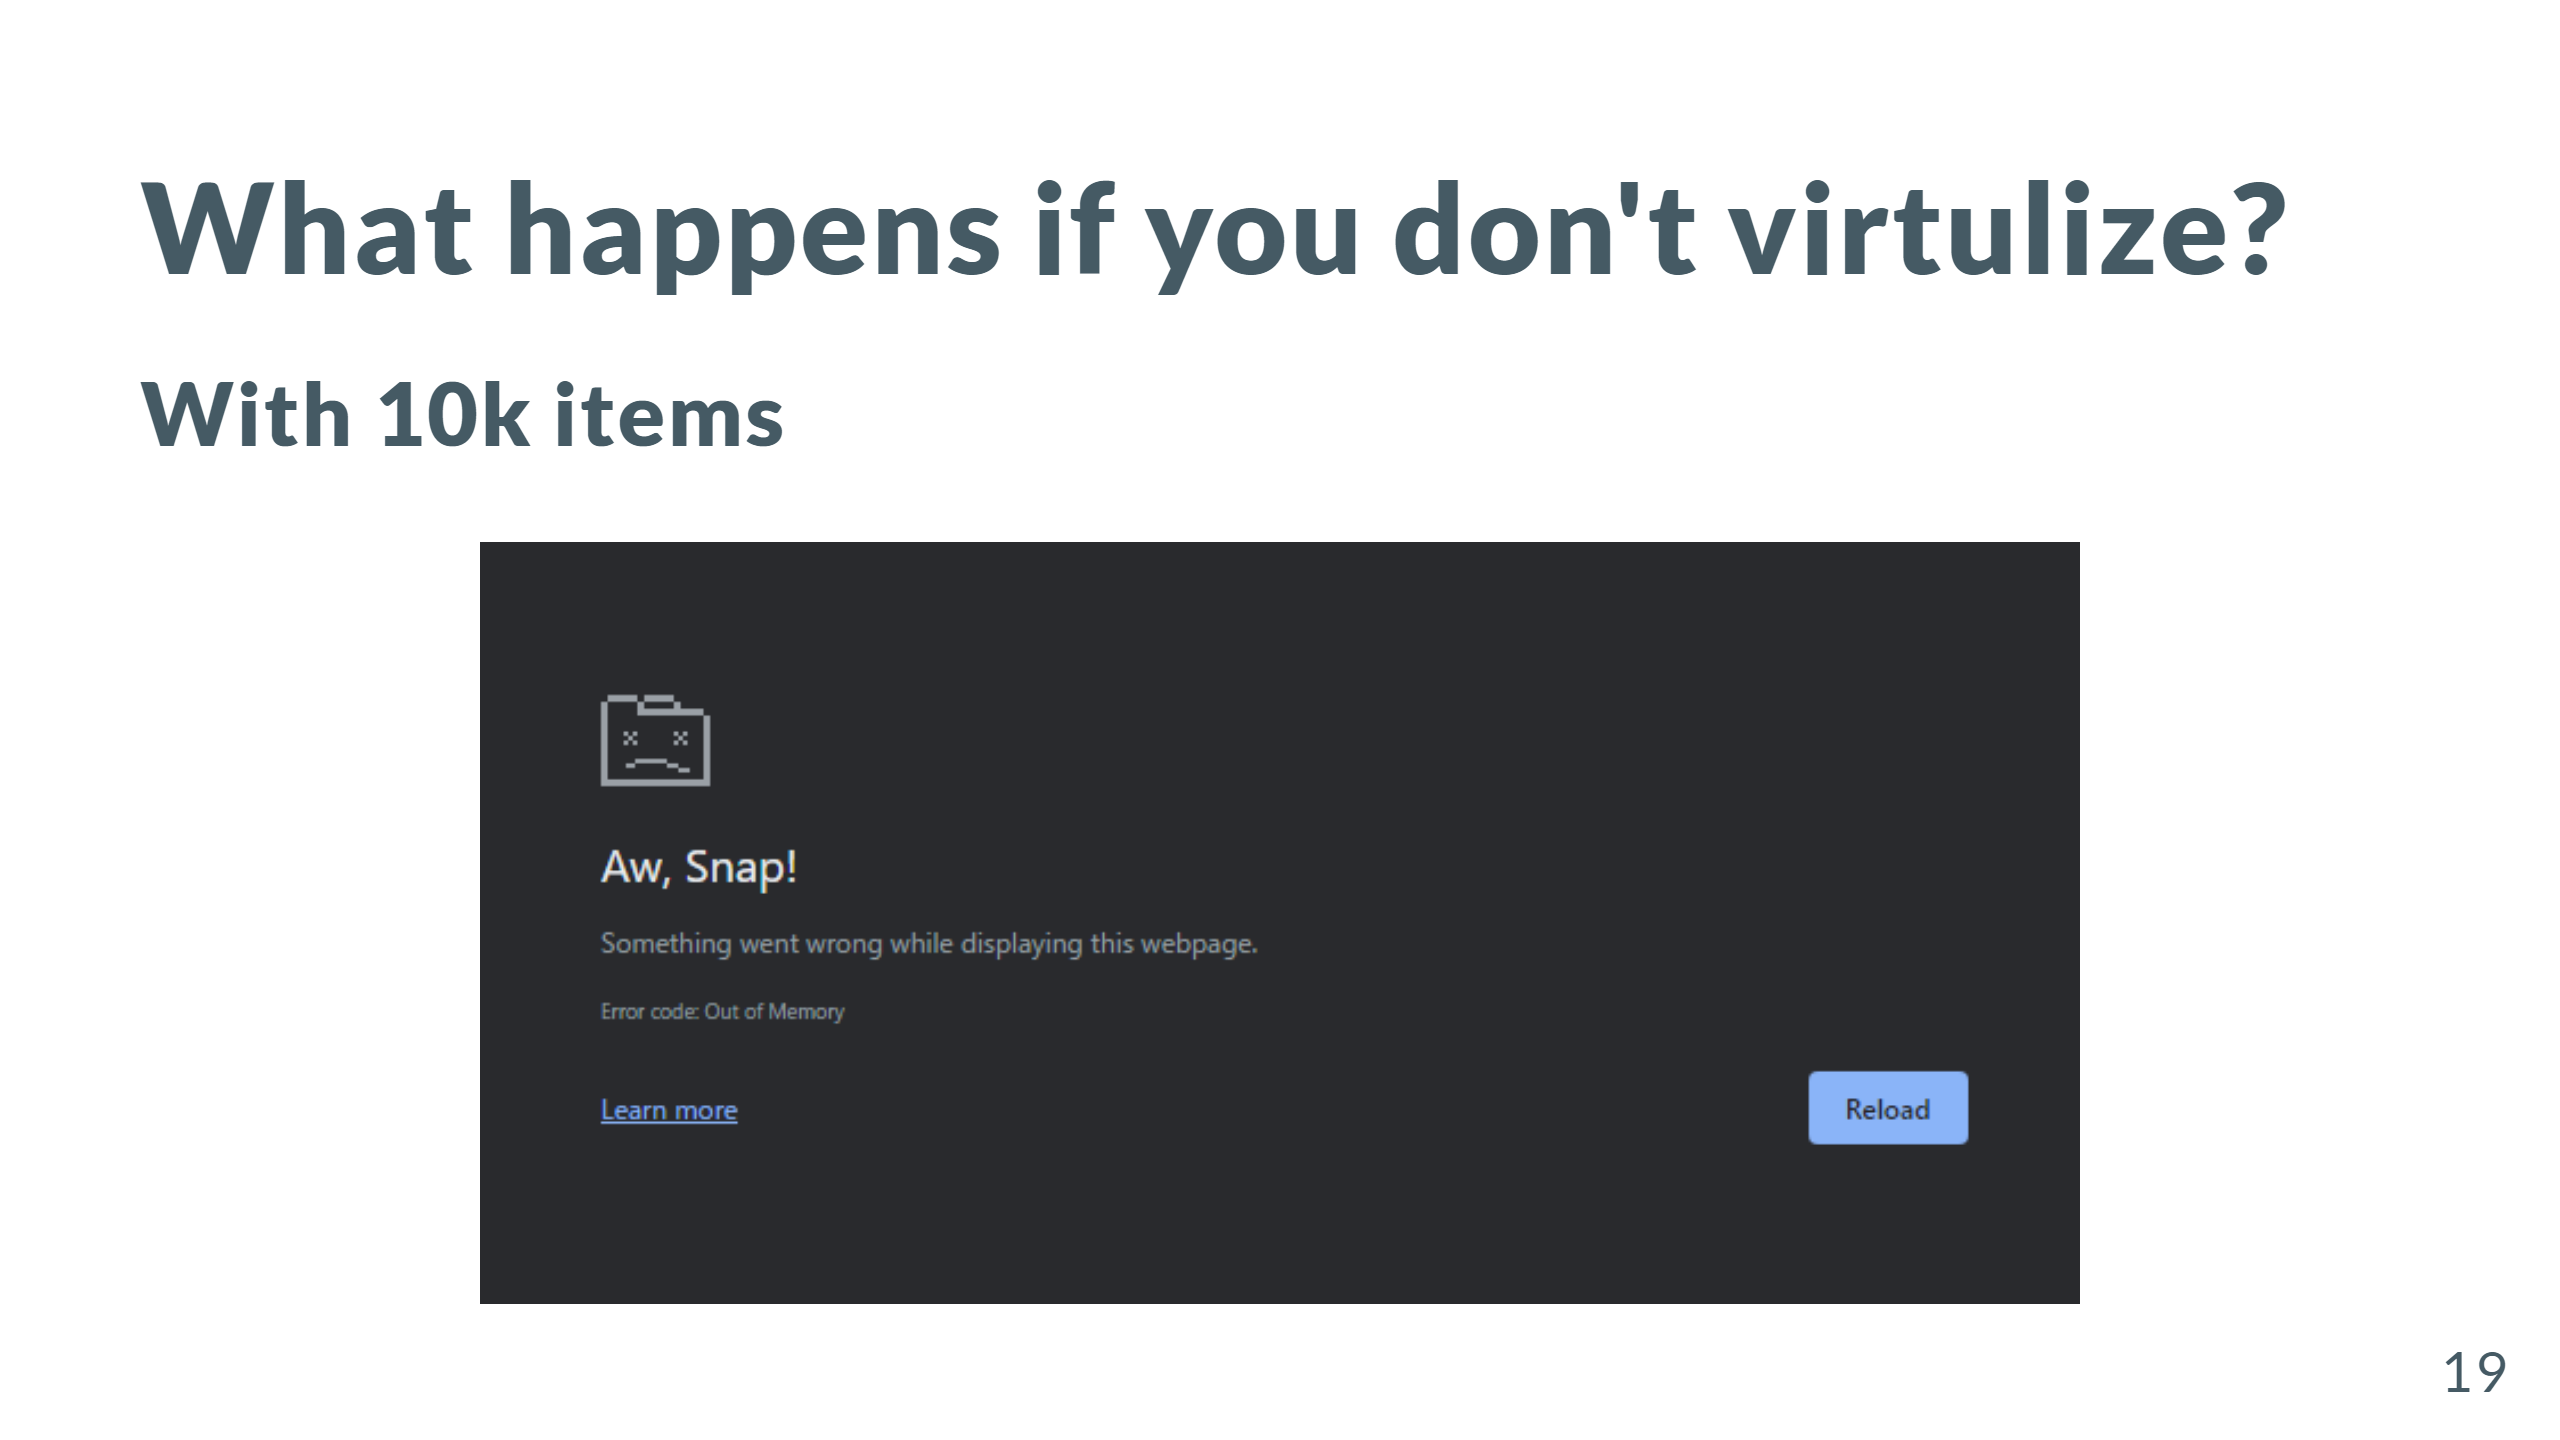 What happens if you don't virtulize?
With 10k items
Aw, Snap!
Something went wrong while displaying this webpage.
Error code: Out of Memory
Learn more
Reload
19